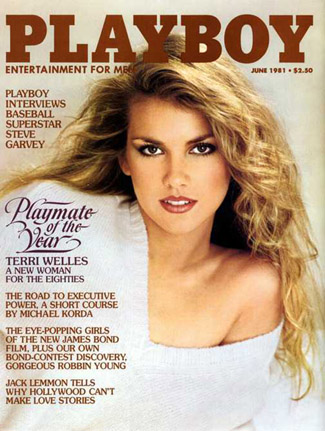 PLAYBOY
ENTERTAINMENT FOR ME
JUNE 1981 • $2.50
PLAYBOY
INTERVIEWS
BASEBALL
SUPERSTAR
STEVE
GARVEY
Playmate
of the
Year
TERRI WELLES
A NEW WOMAN
FOR THE EIGHTIES
THE ROAD TO EXECUTIVE
POWER, A SHORT COURSE
BY MICHAEL KORDA
THE EYE-POPPING GIRLS
OF THE NEW JAMES BOND
FILM, PLUS OUR OWN
BOND-CONTEST DISCOVERY,
GORGEOUS ROBBIN YOUNG
JACK LEMMON TELLS
WHY HOLLYWOOD CAN'T
MAKE LOVE STORIES